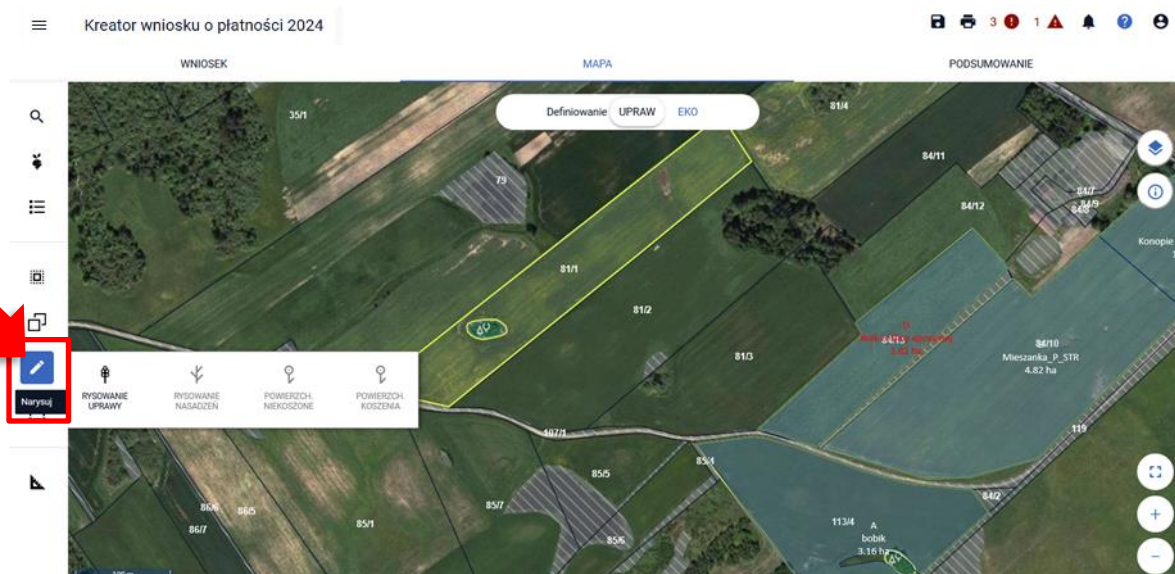 Kreator wniosku o płatności 2024
3
1
WNIOSEK
MAPA
PODSUMOWANIE
Definiowanie UPRAW EKO
35/1
81/4
79
84/11
84/7
84/9
84/8
84/12
Konopie
81/1
81/2
81/3
84/10
Mieszanka_P_STR
4.82 ha
Narysuj
RYSOWANIE
UPRAWY
RYSOWANIE
NASADZEŃ
POWIERZCH.
NIEKOSZONE
POWIERZCH.
KOSZENIA
107/1
119
85/4
85/5
84/2
85/7
86/6
86/5
86/7
85/1
85/6
113/4
A
bobik
3.16 ha